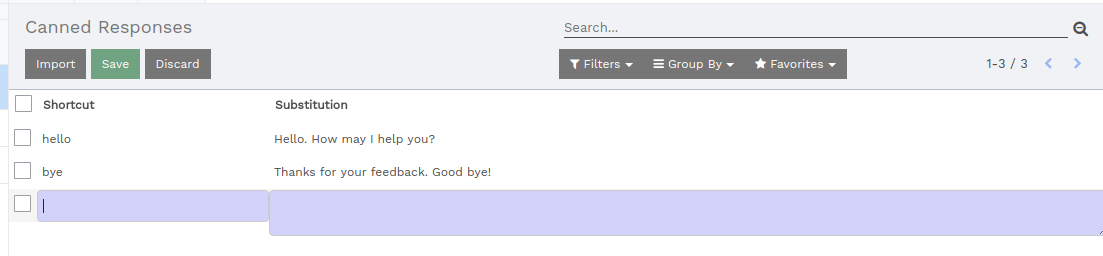 Canned Responses
Search...
Import Save Discard
Filters Group By Favorites 1-3 / 3
Shortcut Substitution
hello Hello. How may I help you?
bye Thanks for your feedback. Good bye!